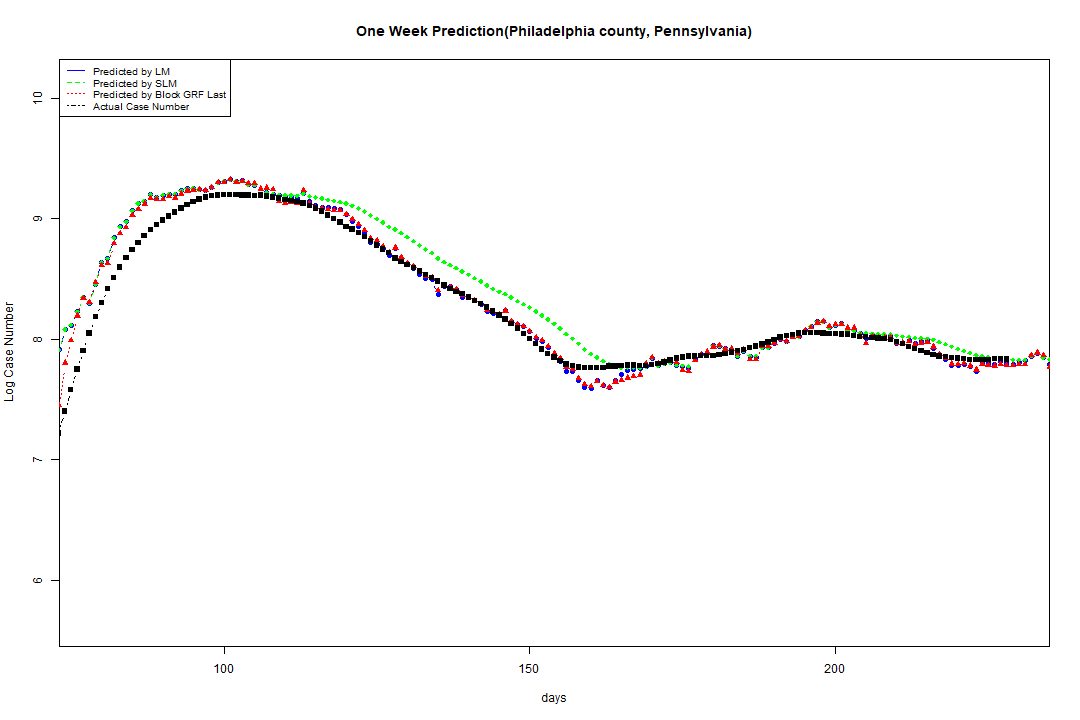 One Week Prediction(Philadelphia county, Pennsylvania)
Predicted by LM
Predicted by SLM
Predicted by Block GRF Last
Actual Case Number
10
9
8
7
6
Log Case Number
100
150
200
days